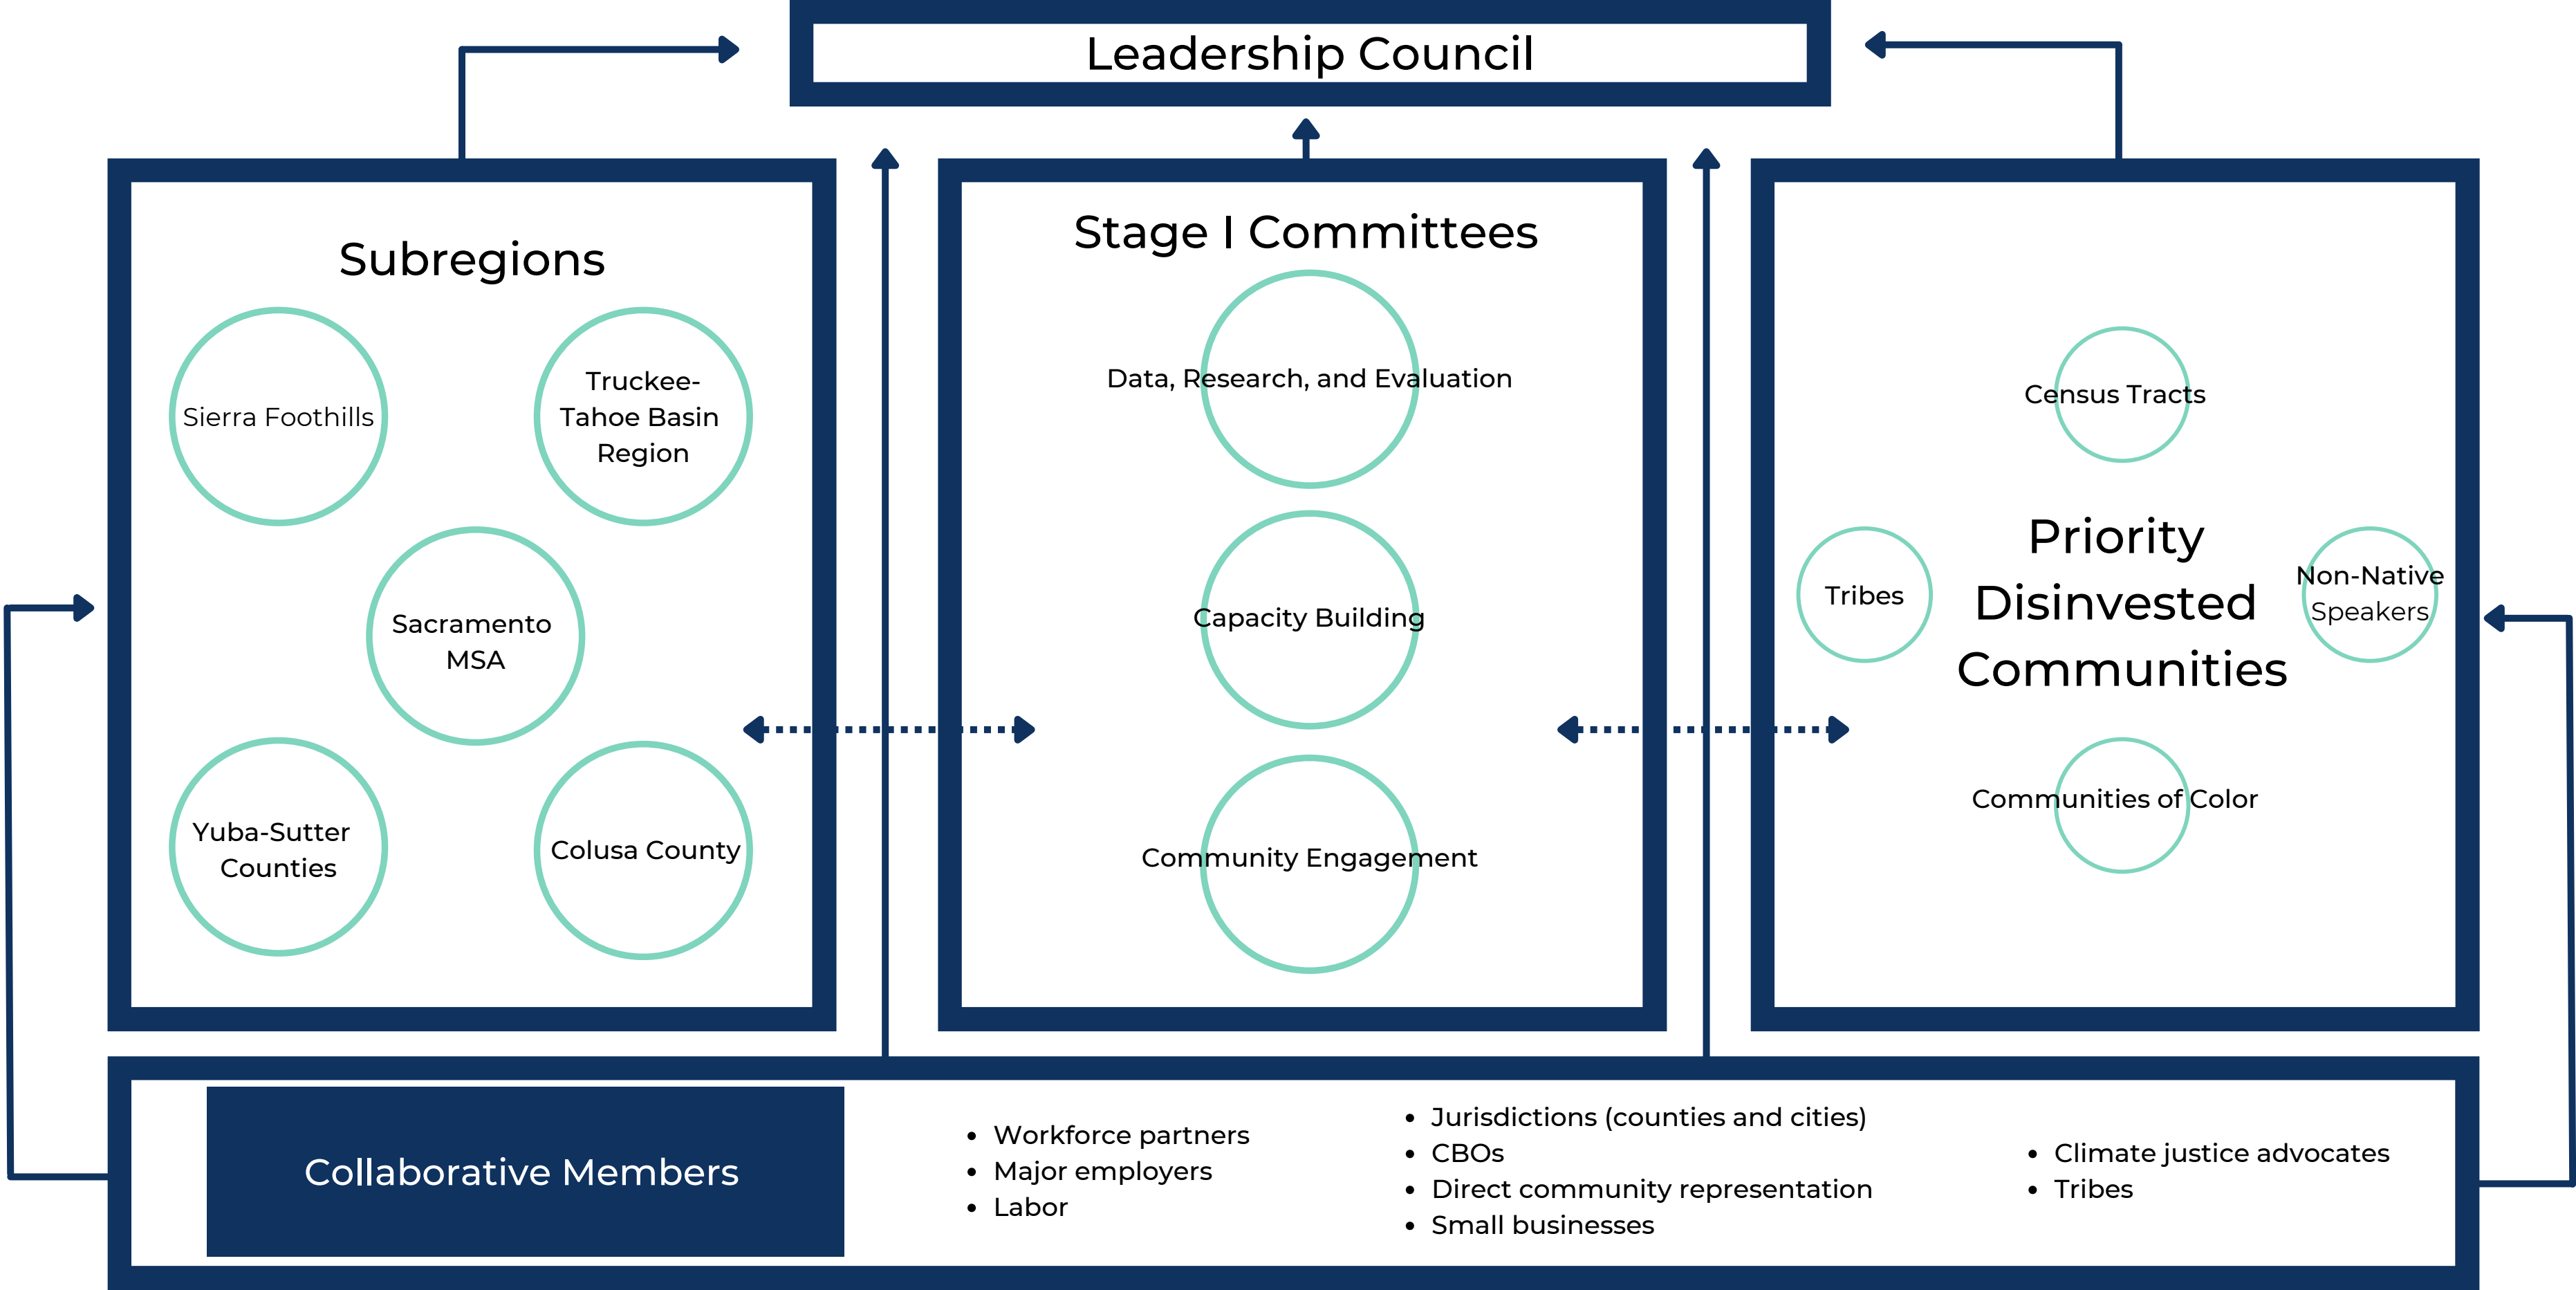 Leadership Council
Subregions
Sierra Foothills
Truckee-
Tahoe Basin
Region
Sacramento
MSA
Yuba-Sutter
Counties
Colusa County
Stage I Committees
Data, Research, and Evaluation
Capacity Building
Community Engagement
Census Tracts
Tribes
Priority
Disinvested
Communities
Non-Native
Speakers
Communities of Color
Collaborative Members
• Workforce partners
• Major employers
• Labor
• Jurisdictions (counties and cities)
• CBOs
• Direct community representation
• Small businesses
• Climate justice advocates
• Tribes